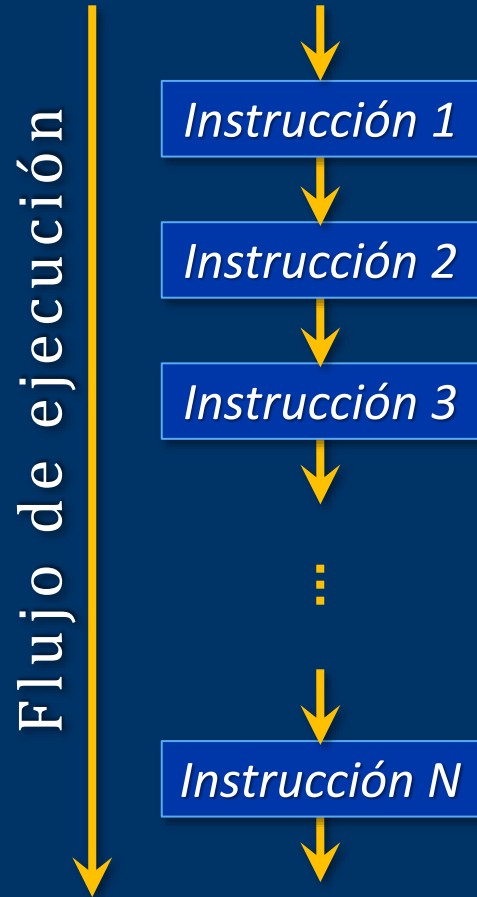 Flujo de ejecución
Instrucción 1
Instrucción 2
Instrucción 3
...
Instrucción N